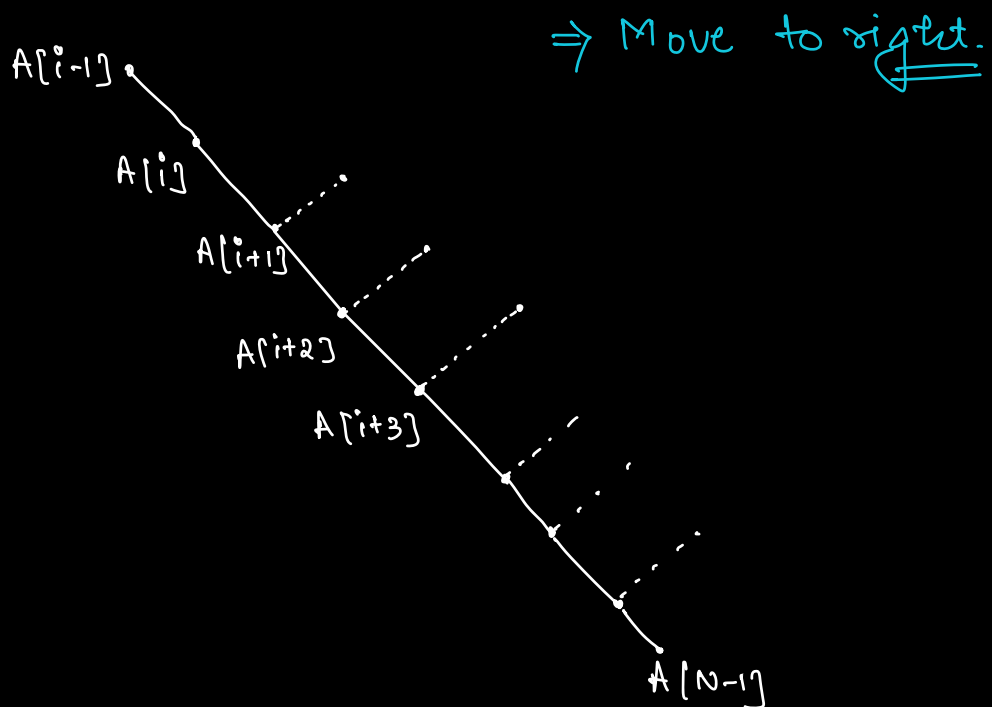 ⇒ Move to right.
A[i-1]
A[i]
A[i+1]
A[i+2]
A[i+3]
A[N-1]